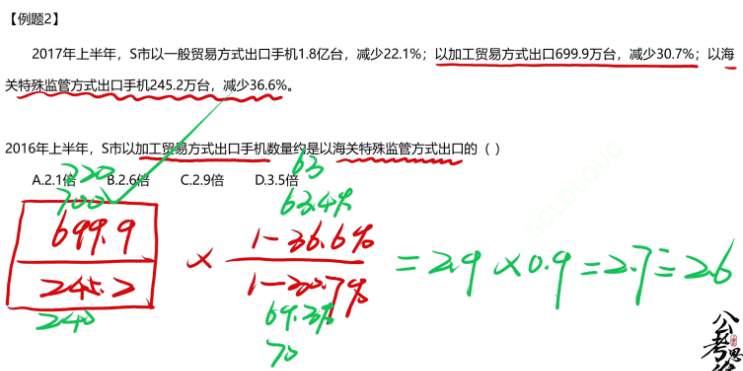 【例题2】
2017年上半年，S市以一般贸易方式出口手机1.8亿台，减少22.1%；以加工贸易方式出口699.9万台，减少30.7%；以海
关特殊监管方式出口手机245.2万台，减少36.6%。
2016年上半年，S市以加工贸易方式出口手机数量约是以海关特殊监管方式出口的（ ）
A.2.1倍 B.2.6倍 C.2.9倍 D.3.5倍
220 63
700 63.4%
699.9 1-36.6%
× = 2.9 × 0.9 = 2.7 = 2.6
245.2 1-30.7%
240 69.3%
70
SCLDLDUC
公考思维